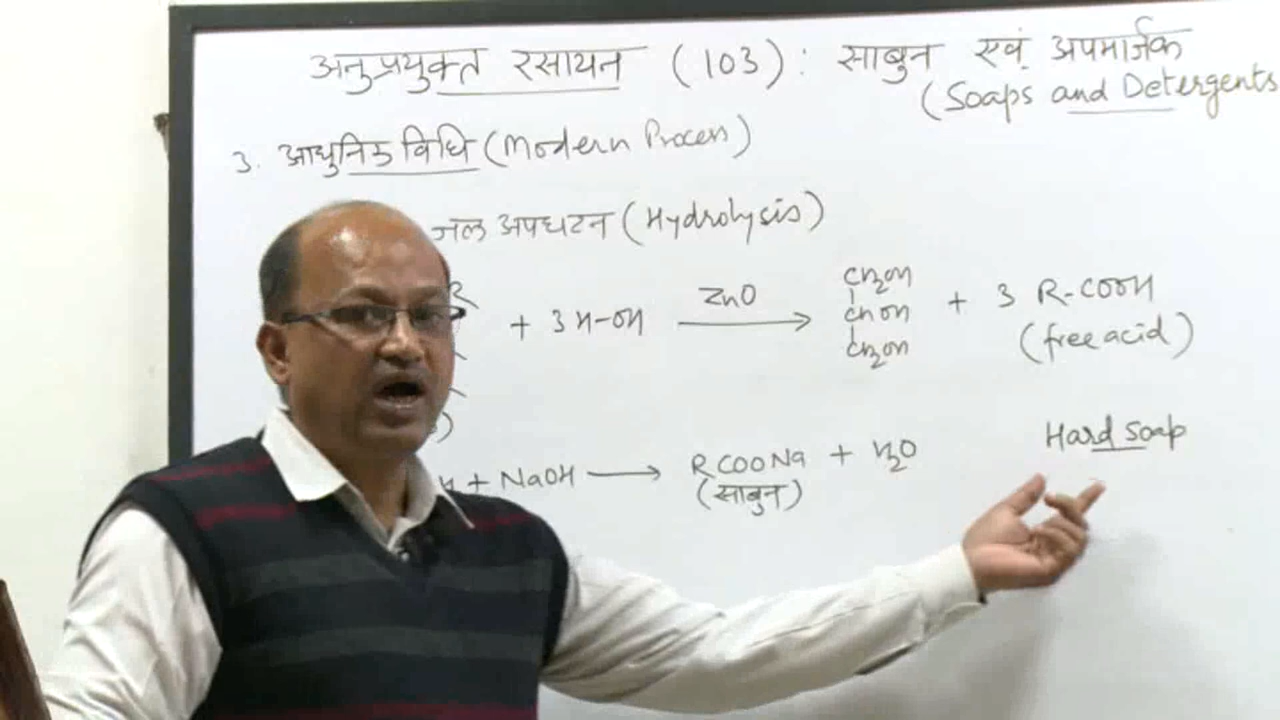 अनुप्रयुक्त रसायन (103): साबुन एवं अपमार्जक
(Soaps and Detergents
3. आधुनिक विधि (Modern Process)
जल अपघटन (Hydrolysis)
R + 3H-OH ZnO → CH2OH CHOH CH2OH + 3 R-COOH
(free acid)
Hard Soap
H + NaOH → RCOONa + H2O
(साबुन)